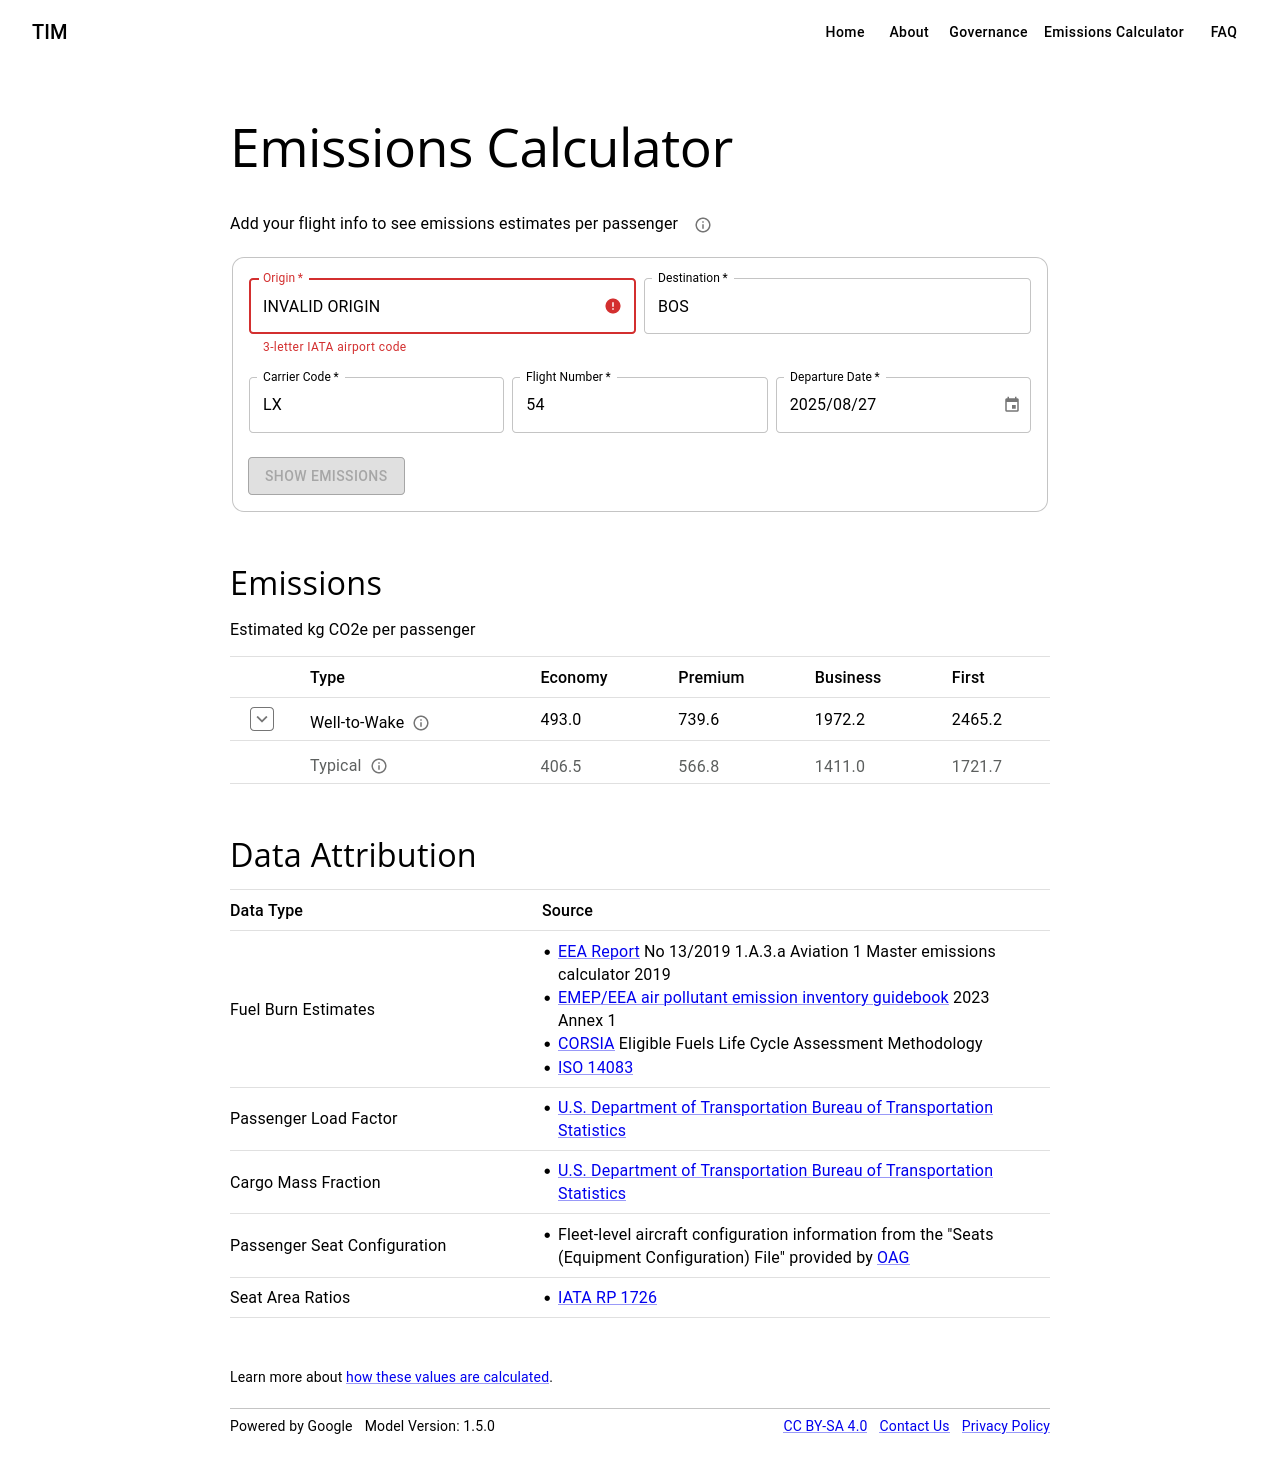 TIM
Home About Governance Emissions Calculator FAQ
Emissions Calculator
Add your flight info to see emissions estimates per passenger
Origin *
INVALID ORIGIN
3-letter IATA airport code
Destination *
BOS
Carrier Code *
LX
Flight Number *
54
Departure Date *
2025/08/27
SHOW EMISSIONS
Emissions
Estimated kg CO2e per passenger
Type Economy Premium Business First
Well-to-Wake 493.0 739.6 1972.2 2465.2
Typical 406.5 566.8 1411.0 1721.7
Data Attribution
Data Type Source
Fuel Burn Estimates
• EEA Report No 13/2019 1.A.3.a Aviation 1 Master emissions
calculator 2019
• EMEP/EEA air pollutant emission inventory guidebook 2023
Annex 1
• CORSIA Eligible Fuels Life Cycle Assessment Methodology
• ISO 14083
Passenger Load Factor
• U.S. Department of Transportation Bureau of Transportation
Statistics
Cargo Mass Fraction
• U.S. Department of Transportation Bureau of Transportation
Statistics
Passenger Seat Configuration
• Fleet-level aircraft configuration information from the "Seats
(Equipment Configuration) File" provided by OAG
Seat Area Ratios
• IATA RP 1726
Learn more about how these values are calculated.
Powered by Google Model Version: 1.5.0 CC BY-SA 4.0 Contact Us Privacy Policy